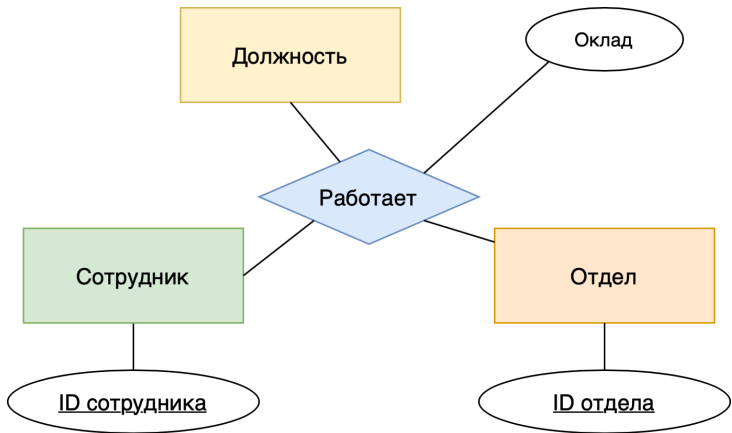 Должность
Оклад
Работает
Сотрудник
Отдел
ID сотрудника
ID отдела